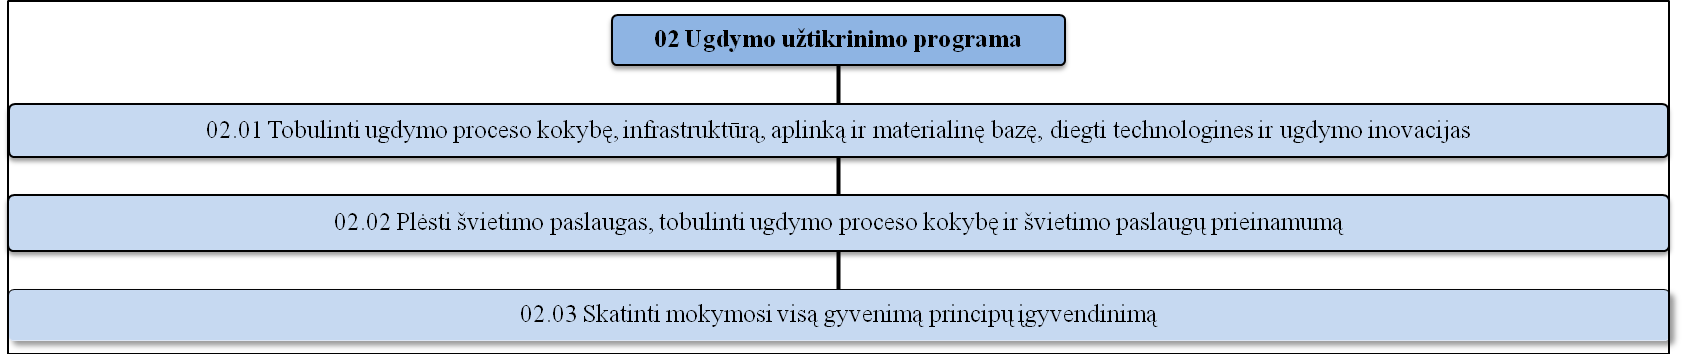 02 Ugdymo užtikrinimo programa
02.01 Tobulinti ugdymo proceso kokybę, infrastruktūrą, aplinką ir materialinę bazę, diegti technologines ir ugdymo inovacijas
02.02 Plėsti švietimo paslaugas, tobulinti ugdymo proceso kokybę ir švietimo paslaugų prieinamumą
02.03 Skatinti mokymosi visą gyvenimą principų įgyvendinimą